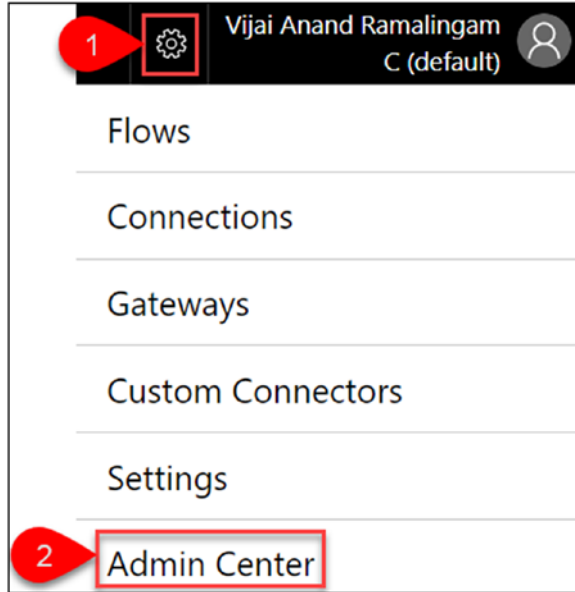 1
Vijai Anand Ramalingam
C (default)
Flows
Connections
Gateways
Custom Connectors
Settings
2
Admin Center